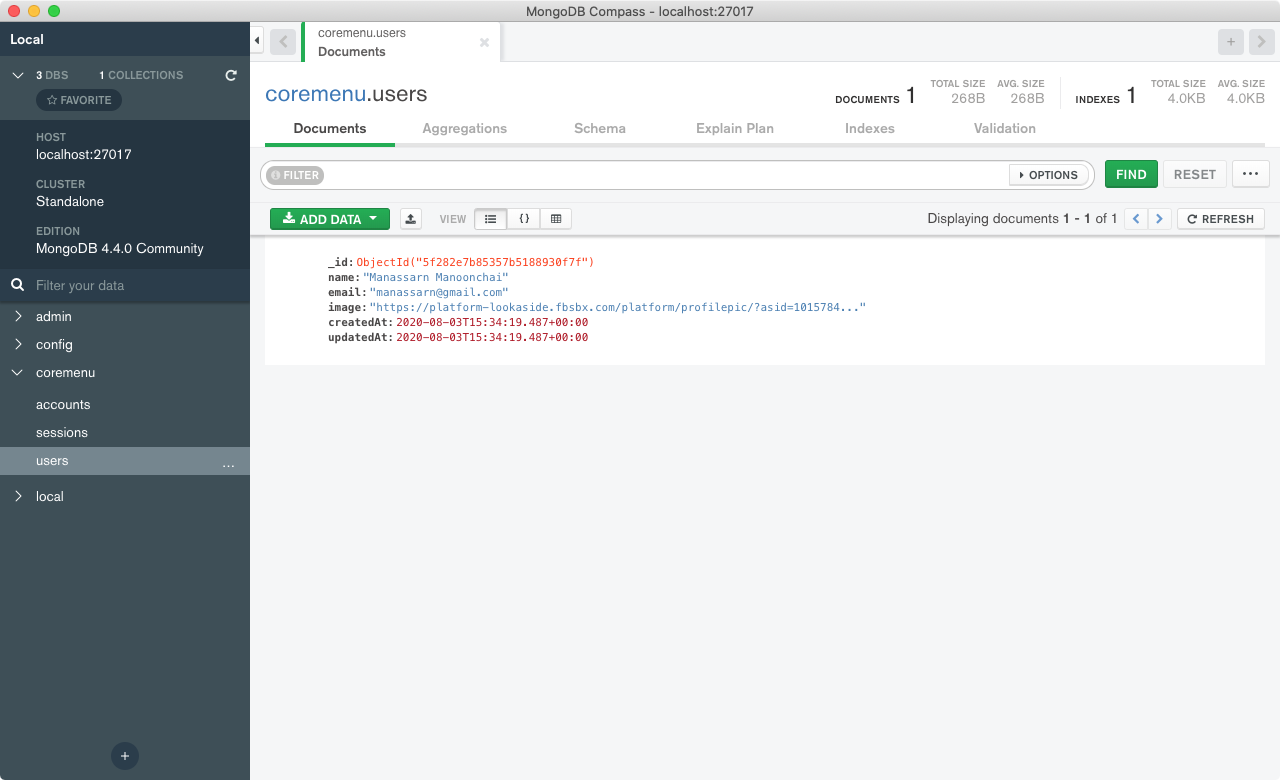 MongoDB Compass - localhost:27017
Local
3 DBS 1 COLLECTIONS
FAVORITE
HOST
localhost:27017
CLUSTER
Standalone
EDITION
MongoDB 4.4.0 Community
Filter your data
admin
config
coremenu
accounts
sessions
users ...
local
+
coremenu.users
Documents
+
coremenu.users
DOCUMENTS 1
TOTAL SIZE
268B
AVG. SIZE
268B
INDEXES 1
TOTAL SIZE
4.0KB
AVG. SIZE
4.0KB
Documents Aggregations Schema Explain Plan Indexes Validation
FILTER OPTIONS FIND RESET ...
ADD DATA VIEW {} Displaying documents 1 - 1 of 1 < > REFRESH
_id:ObjectId("5f282e7b85357b5188930f7f")
name:"Manassarn Manoonchai"
email:"manassarn@gmail.com"
image:"https://platform-lookaside.fbsbx.com/platform/profilepic/?asid=1015784..."
createdAt:2020-08-03T15:34:19.487+00:00
updatedAt:2020-08-03T15:34:19.487+00:00